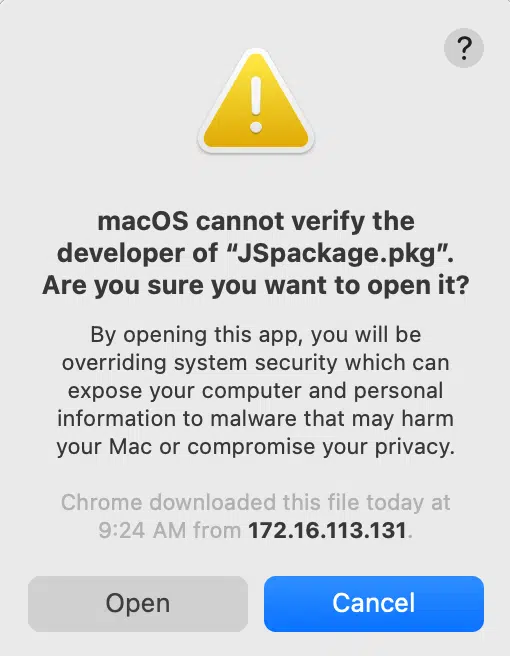 ?
macOS cannot verify the
developer of “JSpackage.pkg”.
Are you sure you want to open it?
By opening this app, you will be
overriding system security which can
expose your computer and personal
information to malware that may harm
your Mac or compromise your privacy.
Chrome downloaded this file today at
9:24 AM from 172.16.113.131.
Open
Cancel